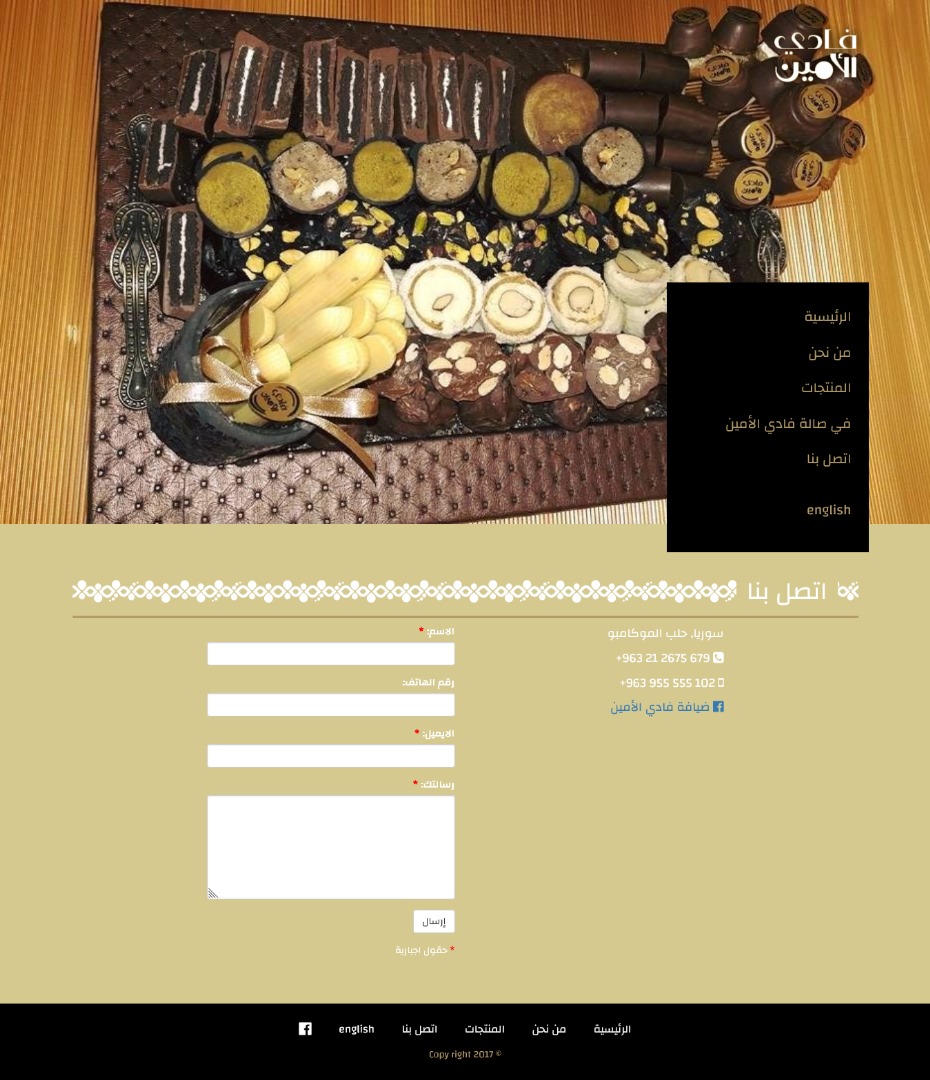 فادي
الأمين
الرئيسية
من نحن
المنتجات
في صالة فادي الأمين
اتصل بنا
english
اتصل بنا
سوريا، حلب الموكامبو
+963 21 2675 679
+963 955 555 102
ضيافة فادي الأمين
الاسم: *
رقم الهاتف:
الايميل: *
رسالتك: *
إرسال
* حقول اجبارية
الرئيسية من نحن المنتجات اتصل بنا english
Copy right 2017 ©